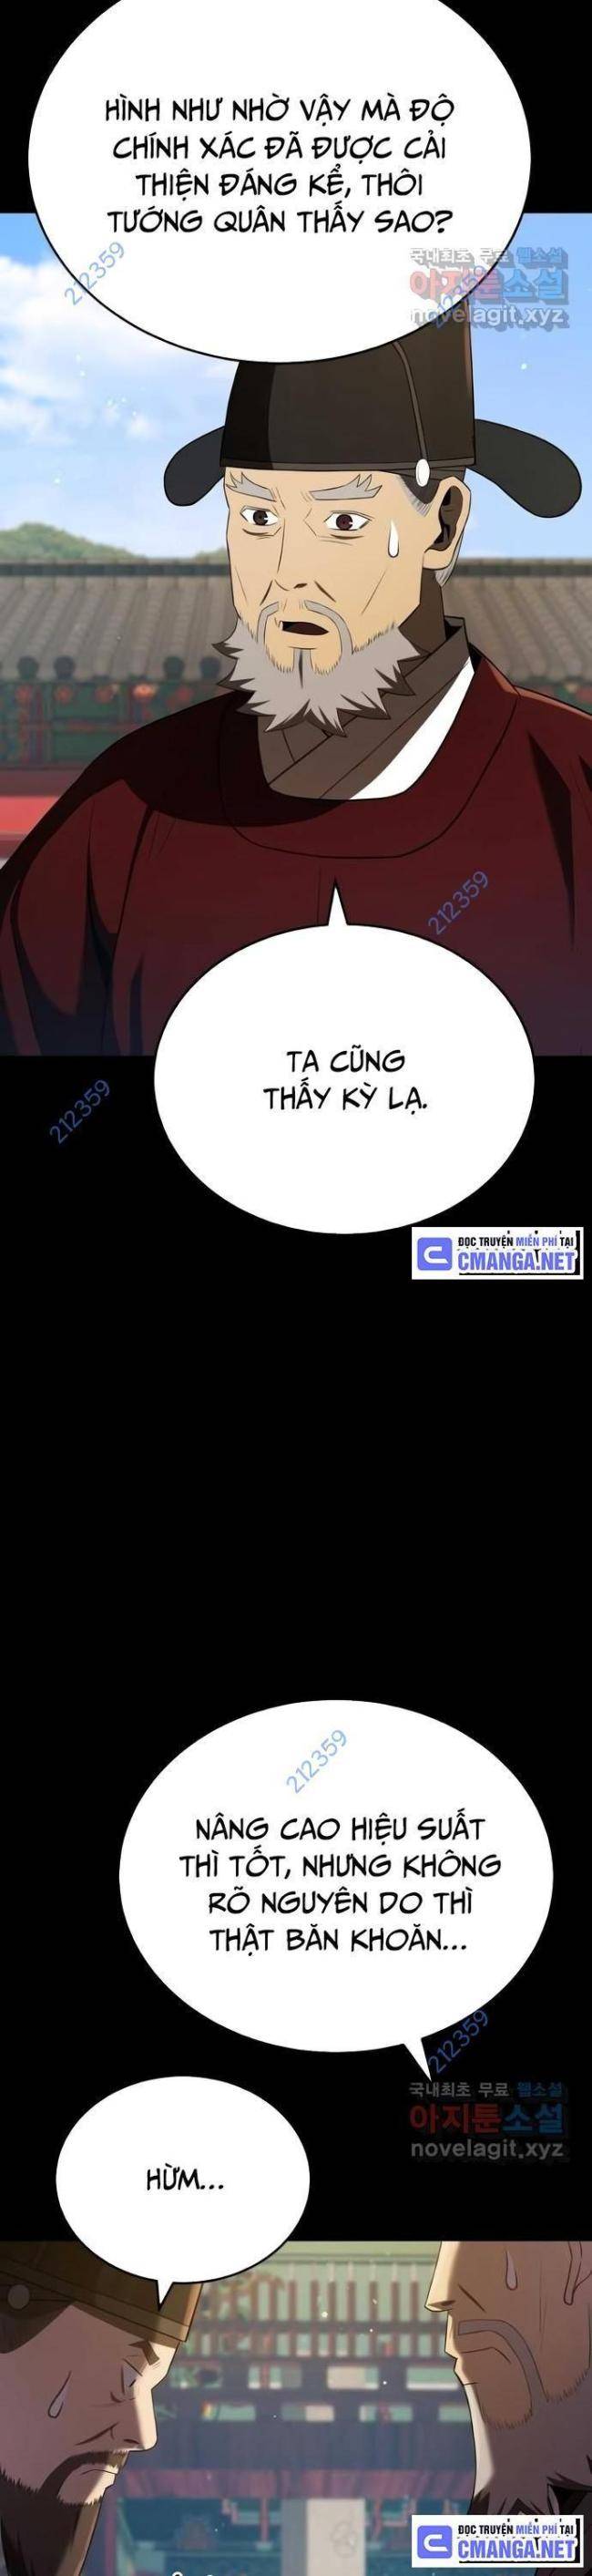 HÌNH NHƯ NHỜ VẬY MÀ ĐỘ
CHÍNH XÁC ĐÃ ĐƯỢC CẢI
THIỆN ĐÁNG KỂ, THÔI
TƯỚNG QUÂN THẤY SAO?
212359
국내최초 무료 웹소설
아지툰소설
novelagit.xyz
212359
212359
TA CŨNG
THẤY KỲ LẠ.
212359
ĐỌC TRUYỆN MIỄN PHÍ TẠI
CMANGA.NET
212359
NÂNG CAO HIỆU SUẤT
THÌ TỐT, NHƯNG KHÔNG
RÕ NGUYÊN DO THÌ
THẬT BĂN KHOĂN...
212359
국내최초 무료 웹소설
아지툰소설
novelagit.xyz
HỪM...
ĐỌC TRUYỆN MIỄN PHÍ TẠI
CMANGA.NET